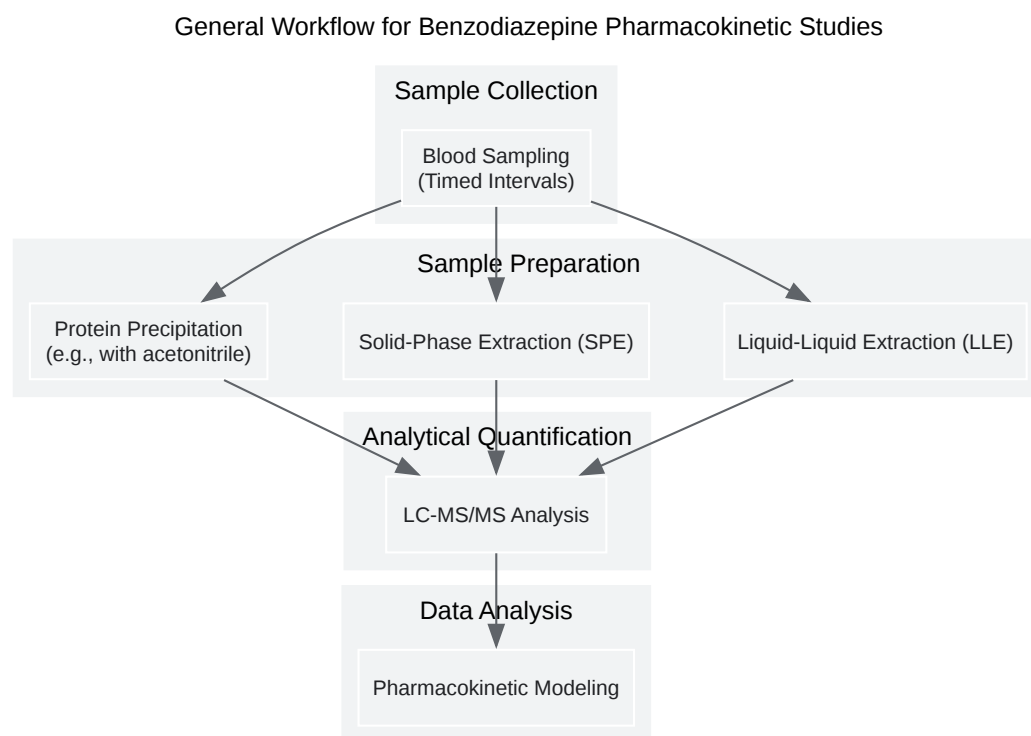 General Workflow for Benzodiazepine Pharmacokinetic Studies
Sample Collection
Blood Sampling
(Timed Intervals)
Sample Preparation
Protein Precipitation
(e.g., with acetonitrile)
Solid-Phase Extraction (SPE)
Liquid-Liquid Extraction (LLE)
Analytical Quantification
LC-MS/MS Analysis
Data Analysis
Pharmacokinetic Modeling